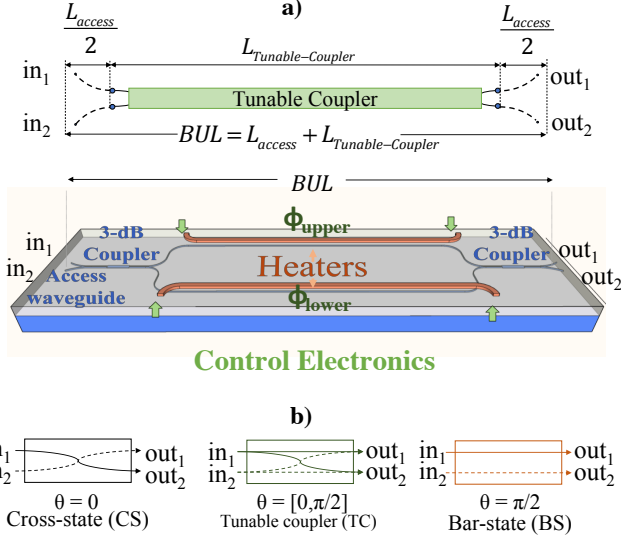 a)
L_access/2
L_Tunable-Coupler
L_access/2
in1
out1
Tunable Coupler
in2
out2
BUL = L_access + L_Tunable-Coupler
BUL
ϕupper
3-dB Coupler
3-dB Coupler
in1
out1
in2
Heaters
out2
Access waveguide
ϕlower
Control Electronics
b)
in1 out1
in2 out2
θ = 0
Cross-state (CS)
in1 out1
in2 out2
θ = [0,π/2]
Tunable coupler (TC)
in1 out1
in2 out2
θ = π/2
Bar-state (BS)